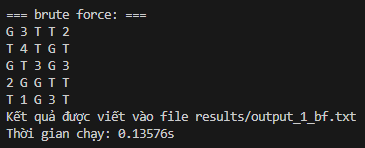 === brute force: ===
G 3 T T 2
T 4 T G T
G T 3 G 3
2 G G T T
T 1 G 3 T
Kết quả được viết vào file results/output_1_bf.txt
Thời gian chạy: 0.13576s